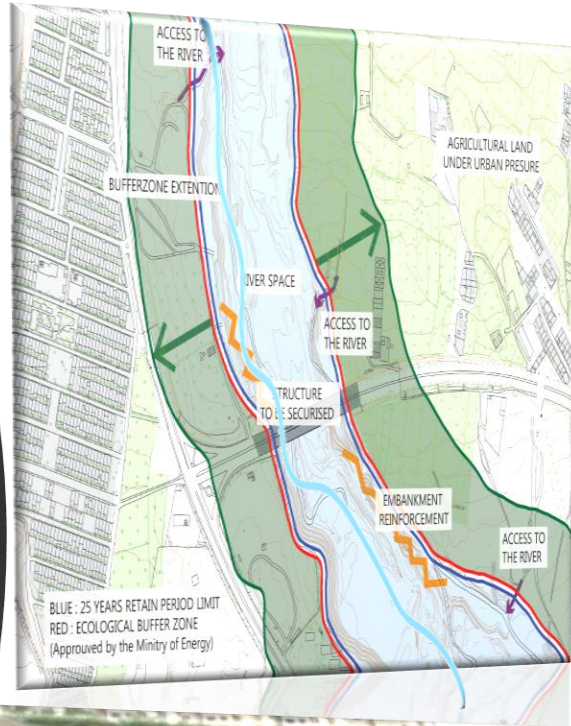 ACCESS TO
THE RIVER
AGRICULTURAL LAND
UNDER URBAN PRESURE
BUFFERZONE EXTENTION
IVER SPACE
ACCESS TO
THE RIVER
TRUCTURE
TO BE SECURISED
EMBANKMENT
REINFORCEMENT
ACCESS TO
THE RIVER
BLUE : 25 YEARS RETAIN PERIOD LIMIT
RED : ECOLOGICAL BUFFER ZONE
(Approuved by the Minitry of Energy)